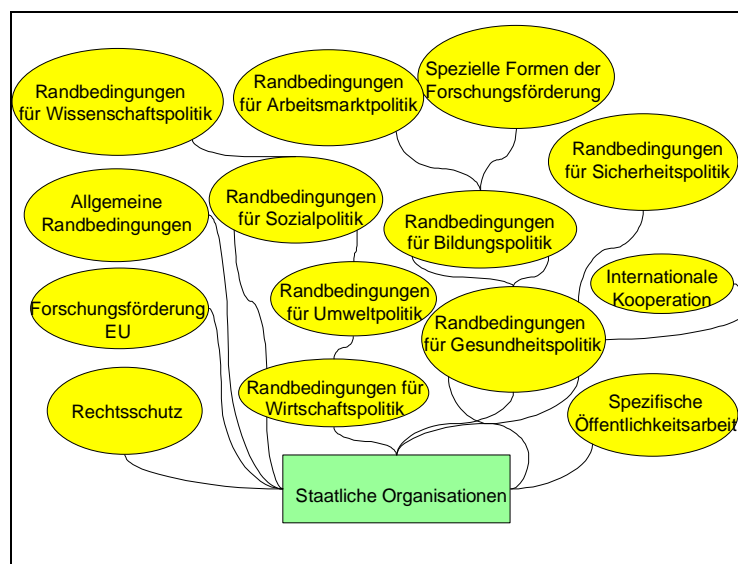 Randbedingungen
für Wissenschaftspolitik
Randbedingungen
für Arbeitsmarktpolitik
Spezielle Formen der
Forschungsförderung
Randbedingungen
für Sicherheitspolitik
Allgemeine
Randbedingungen
Randbedingungen
für Sozialpolitik
Randbedingungen
für Bildungspolitik
Internationale
Kooperation
Forschungsförderung
EU
Randbedingungen
für Umweltpolitik
Randbedingungen
für Gesundheitspolitik
Rechtsschutz
Randbedingungen für
Wirtschaftspolitik
Spezifische
Öffentlichkeitsarbeit
Staatliche Organisationen